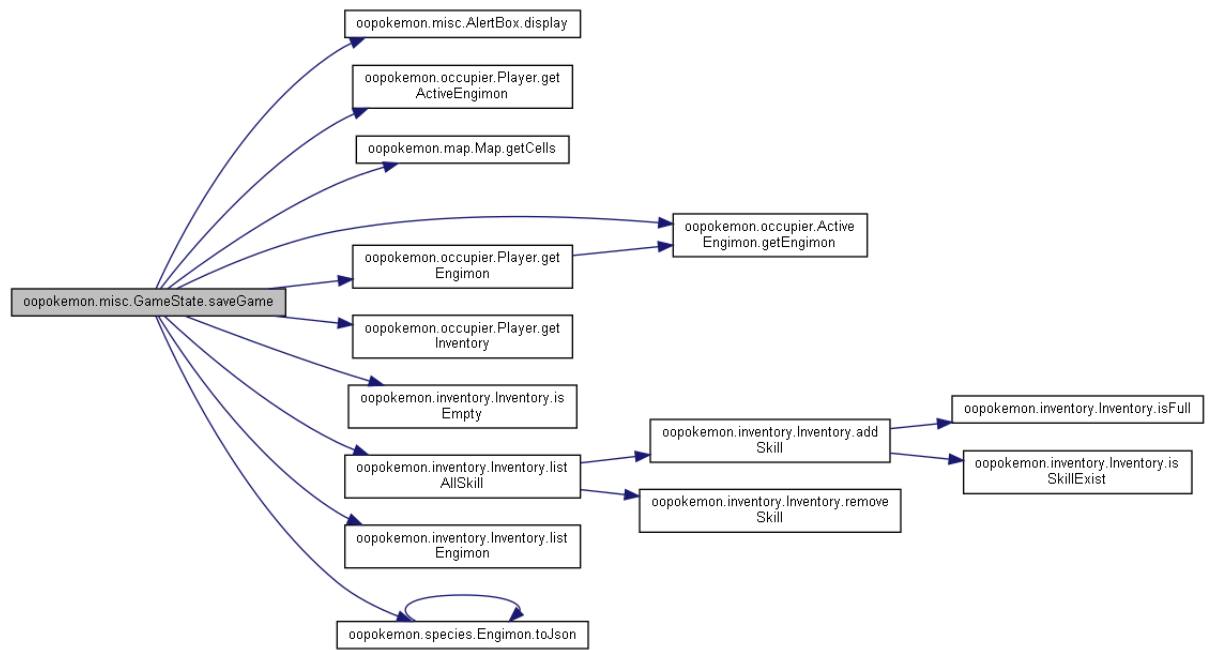 oopokemon.misc.AlertBox.display
oopokemon.occupier.Player.get
ActiveEngimon
oopokemon.map.Map.getCells
oopokemon.occupier.Active
Engimon.getEngimon
oopokemon.occupier.Player.get
Engimon
oopokemon.misc.GameState.saveGame
oopokemon.occupier.Player.get
Inventory
oopokemon.inventory.Inventory.is
Empty
oopokemon.inventory.Inventory.isFull
oopokemon.inventory.Inventory.add
Skill
oopokemon.inventory.Inventory.list
AllSkill
oopokemon.inventory.Inventory.is
SkillExist
oopokemon.inventory.Inventory.remove
Skill
oopokemon.inventory.Inventory.list
Engimon
oopokemon.species.Engimon.toJson